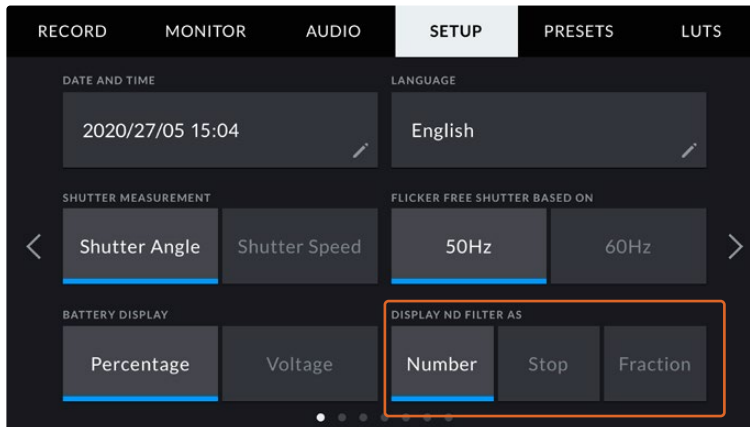 RECORD MONITOR AUDIO SETUP PRESETS LUTS
DATE AND TIME LANGUAGE
2020/27/05 15:04 English
SHUTTER MEASUREMENT FLICKER FREE SHUTTER BASED ON
Shutter Angle Shutter Speed 50Hz 60Hz
BATTERY DISPLAY DISPLAY ND FILTER AS
Percentage Voltage Number Stop Fraction